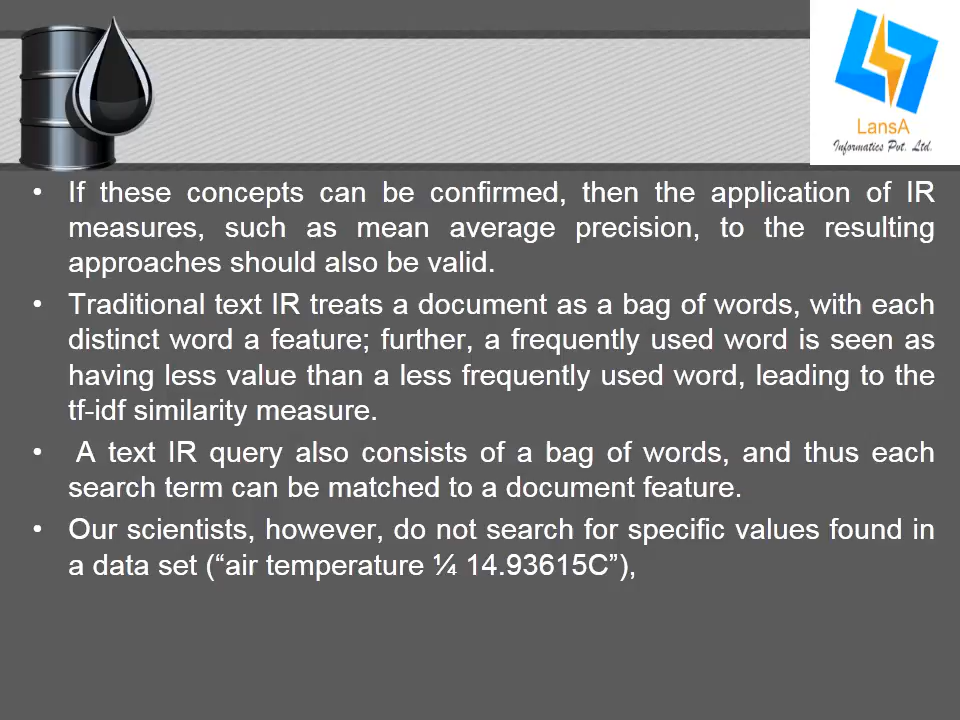 LansA
Informatics Pvt. Ltd.
• If these concepts can be confirmed, then the application of IR
measures, such as mean average precision, to the resulting
approaches should also be valid.
• Traditional text IR treats a document as a bag of words, with each
distinct word a feature; further, a frequently used word is seen as
having less value than a less frequently used word, leading to the
tf-idf similarity measure.
• A text IR query also consists of a bag of words, and thus each
search term can be matched to a document feature.
• Our scientists, however, do not search for specific values found in
a data set (“air temperature ¼ 14.93615C”),